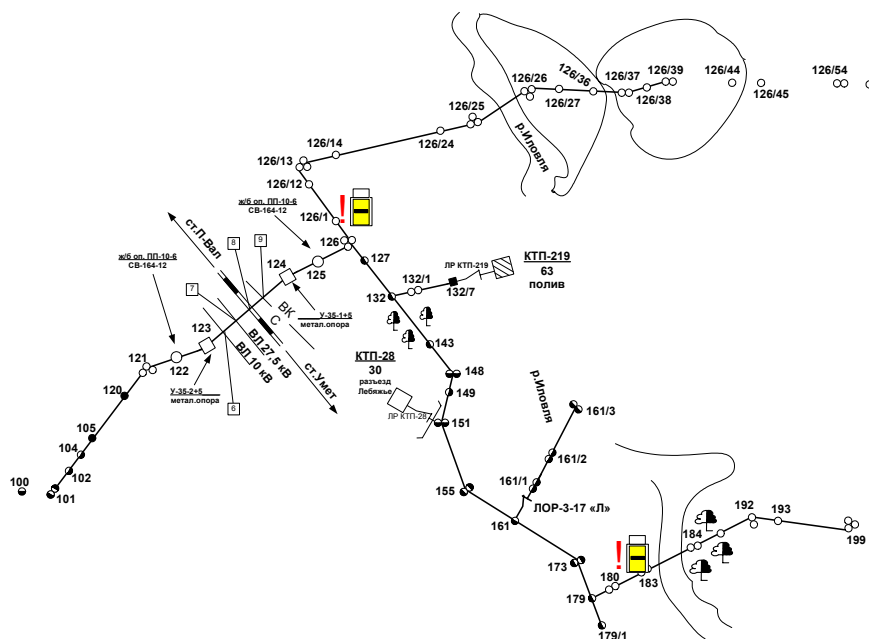 126/26
126/36
126/37
126/39
126/44
126/54
126/45
126/38
126/27
126/25
126/24
р.Иловля
126/14
126/13
126/12
126/1
ж/б оп. ПП-10-6
СВ-164-12
ст.П-Вал
126
127
КТП-219
63
полив
ЛР КТП-219
132/1
132/7
132
ж/б оп. ПП-10-6
СВ-164-12
8
9
124
125
7
ВК
С
У-35-1+5
метал.опора
123
ВЛ 27.5 кВ
ВЛ 10 кВ
ст.Умет
121
122
У-35-2+5
метал.опора
6
143
КТП-28
30
разъезд
Лебяжье
ЛР КТП-28
148
149
151
120
105
104
102
100
101
р.Иловля
161/3
161/2
161/1
155
ЛОР-3-17 «Л»
161
173
179
179/1
180
183
184
192
193
199
!
!